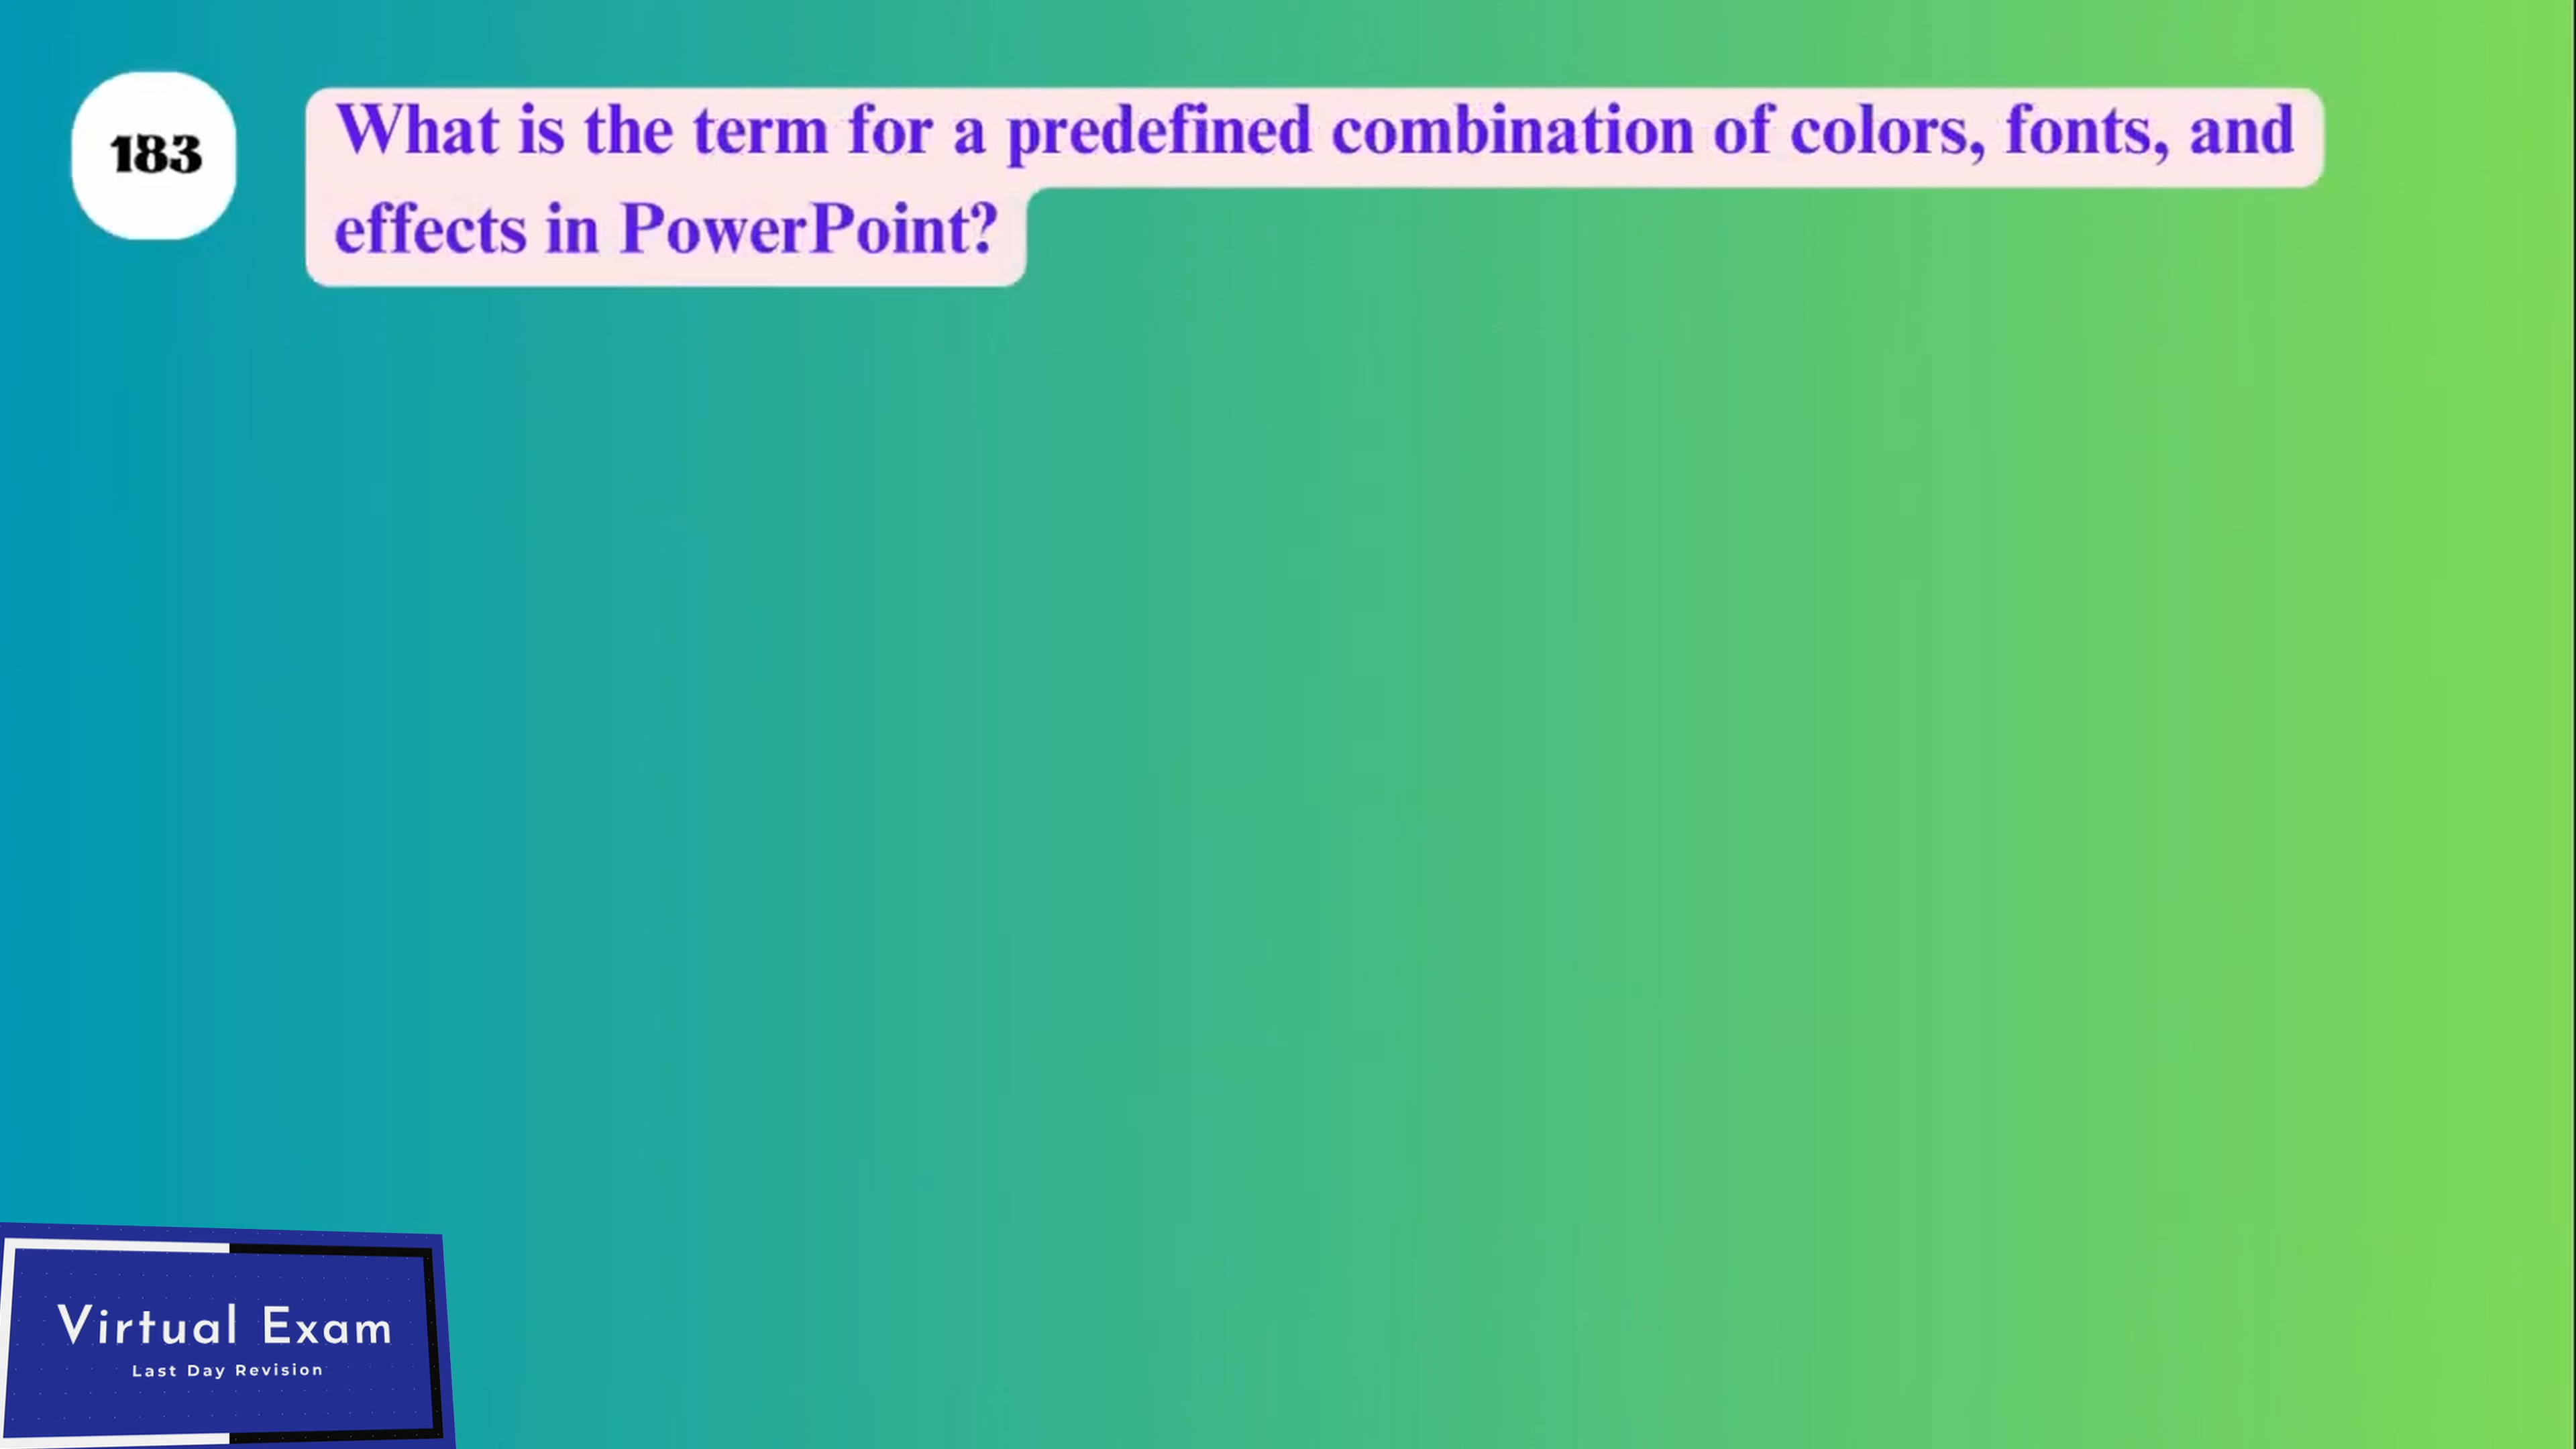 183
What is the term for a predefined combination of colors, fonts, and
effects in PowerPoint?
Virtual Exam
Last Day Revision